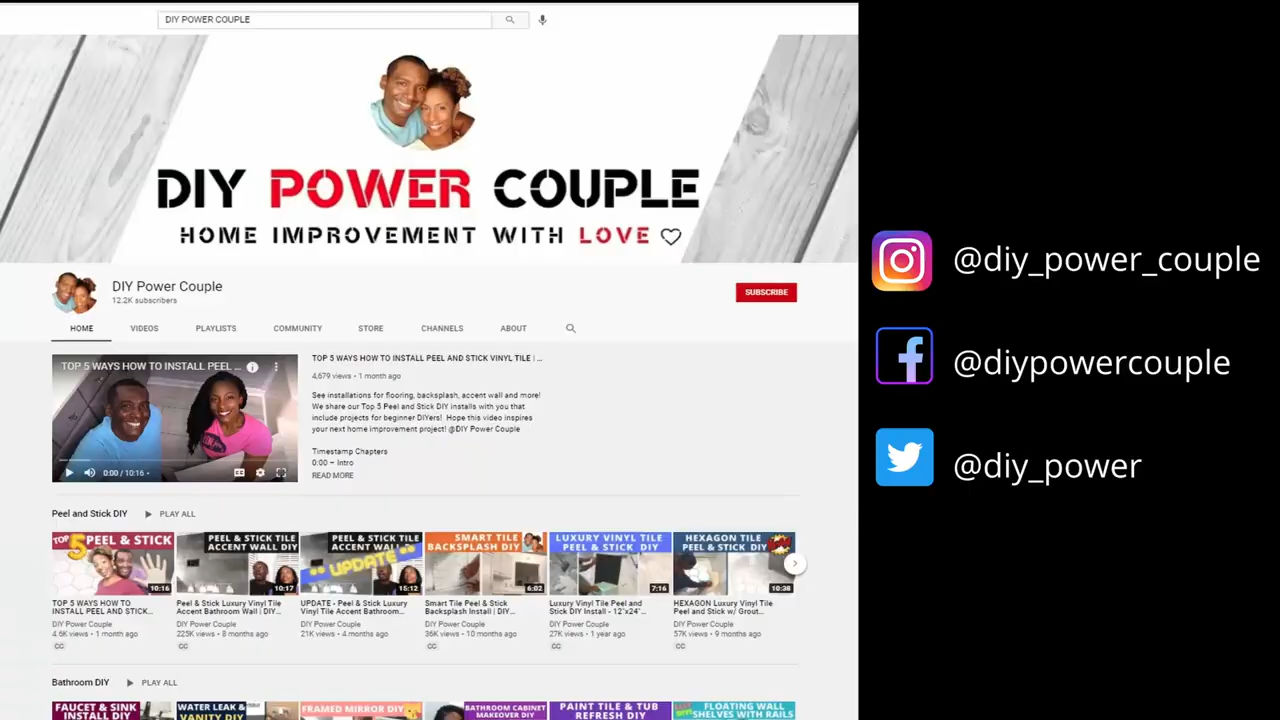 DIY POWER COUPLE
DIY POWER COUPLE
HOME IMPROVEMENT WITH LOVE
DIY Power Couple
12.2K subscribers
SUBSCRIBE
HOME VIDEOS PLAYLISTS COMMUNITY STORE CHANNELS ABOUT
TOP 5 WAYS HOW TO INSTALL PEEL ...
0:00 / 10:16
TOP 5 WAYS HOW TO INSTALL PEEL AND STICK VINYL TILE | ...
4,679 views • 1 month ago
See installations for flooring, backsplash, accent wall and more!
We share our Top 5 Peel and Stick DIY installs with you that
include projects for beginner DIYers! Hope this video inspires
your next home improvement project! @DIY Power Couple
Timestamp Chapters
0:00 – Intro
READ MORE
@diy_power_couple
@diypowercouple
@diy_power
Peel and Stick DIY PLAY ALL
TOP 5 PEEL & STICK
10:16
TOP 5 WAYS HOW TO
INSTALL PEEL AND STICK...
DIY Power Couple
4.6K views • 1 month ago
CC
PEEL & STICK TILE
ACCENT WALL DIY
10:17
Peel & Stick Luxury Vinyl Tile
Accent Bathroom Wall | DIY...
DIY Power Couple
225K views • 8 months ago
CC
PEEL & STICK TILE
ACCENT WALL DIY
UPDATE
15:12
UPDATE - Peel & Stick Luxury
Vinyl Tile Accent Bathroom...
DIY Power Couple
21K views • 4 months ago
SMART TILE
BACKSPLASH DIY
6:02
Smart Tile Peel & Stick
Backsplash Install | DIY...
DIY Power Couple
36K views • 10 months ago
CC
LUXURY VINYL TILE
PEEL & STICK DIY
7:16
Luxury Vinyl Tile Peel and
Stick DIY Install - 12"x24"...
DIY Power Couple
27K views • 1 year ago
CC
HEXAGON TILE
PEEL & STICK DIY
10:38
HEXAGON Luxury Vinyl Tile
Peel and Stick w/ Grout...
DIY Power Couple
57K views • 9 months ago
CC
Bathroom DIY PLAY ALL
FAUCET & SINK
INSTALL DIY
WATER LEAK &
VANITY DIY
FRAMED MIRROR DIY
BATHROOM CABINET
MAKEOVER DIY
PAINT TILE & TUB
REFRESH DIY
FLOATING WALL
SHELVES WITH RAILS